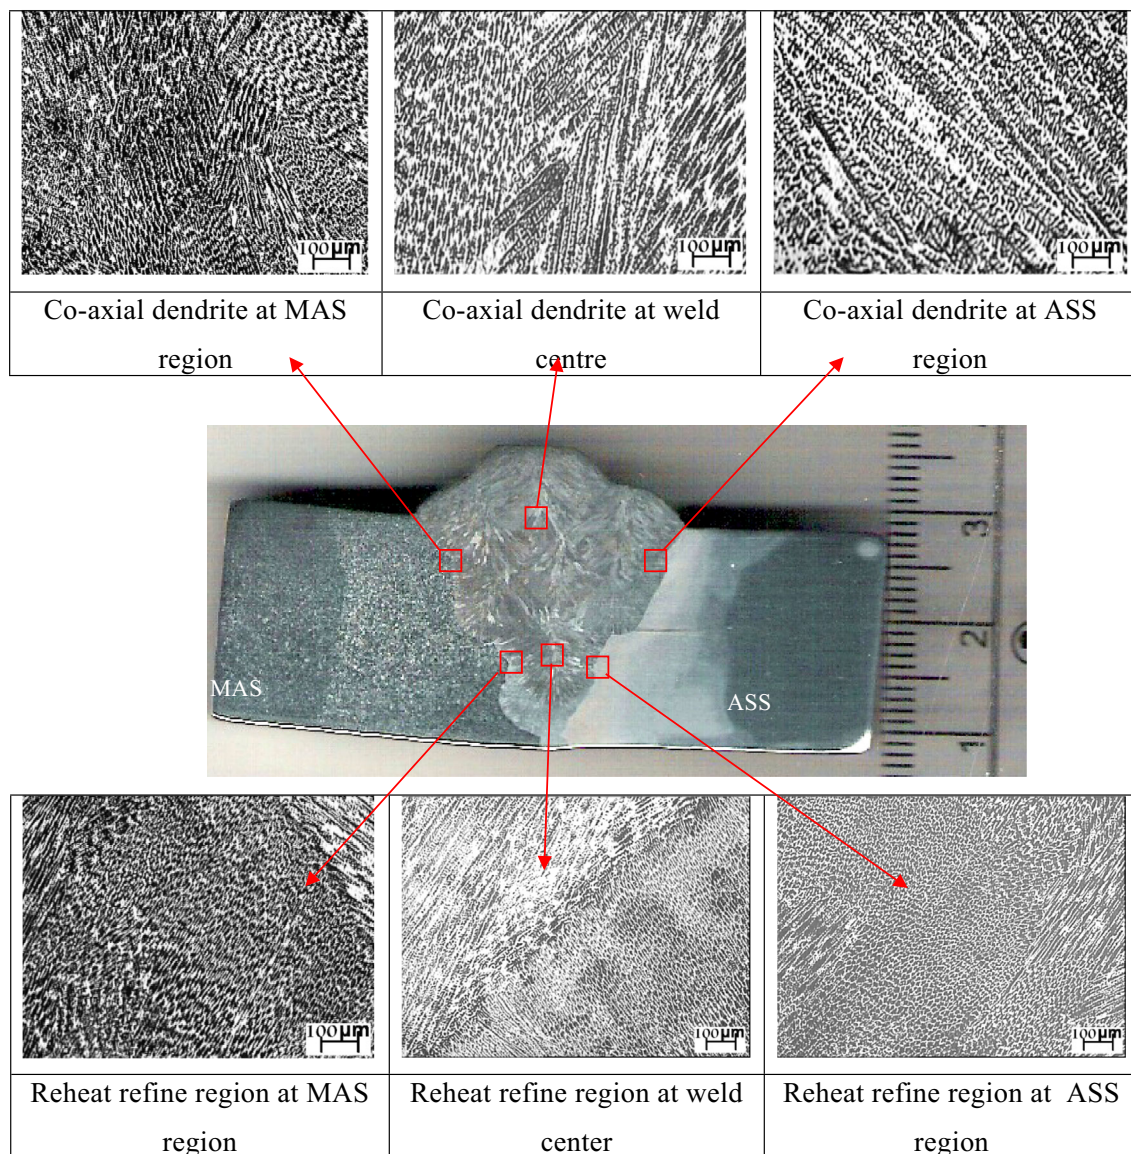 100µm
100µm
100µm
Co-axial dendrite at MAS
region
Co-axial dendrite at weld
centre
Co-axial dendrite at ASS
region
3
2
1
MAS
ASS
100µm
100µm
100µm
Reheat refine region at MAS
region
Reheat refine region at weld
center
Reheat refine region at ASS
region